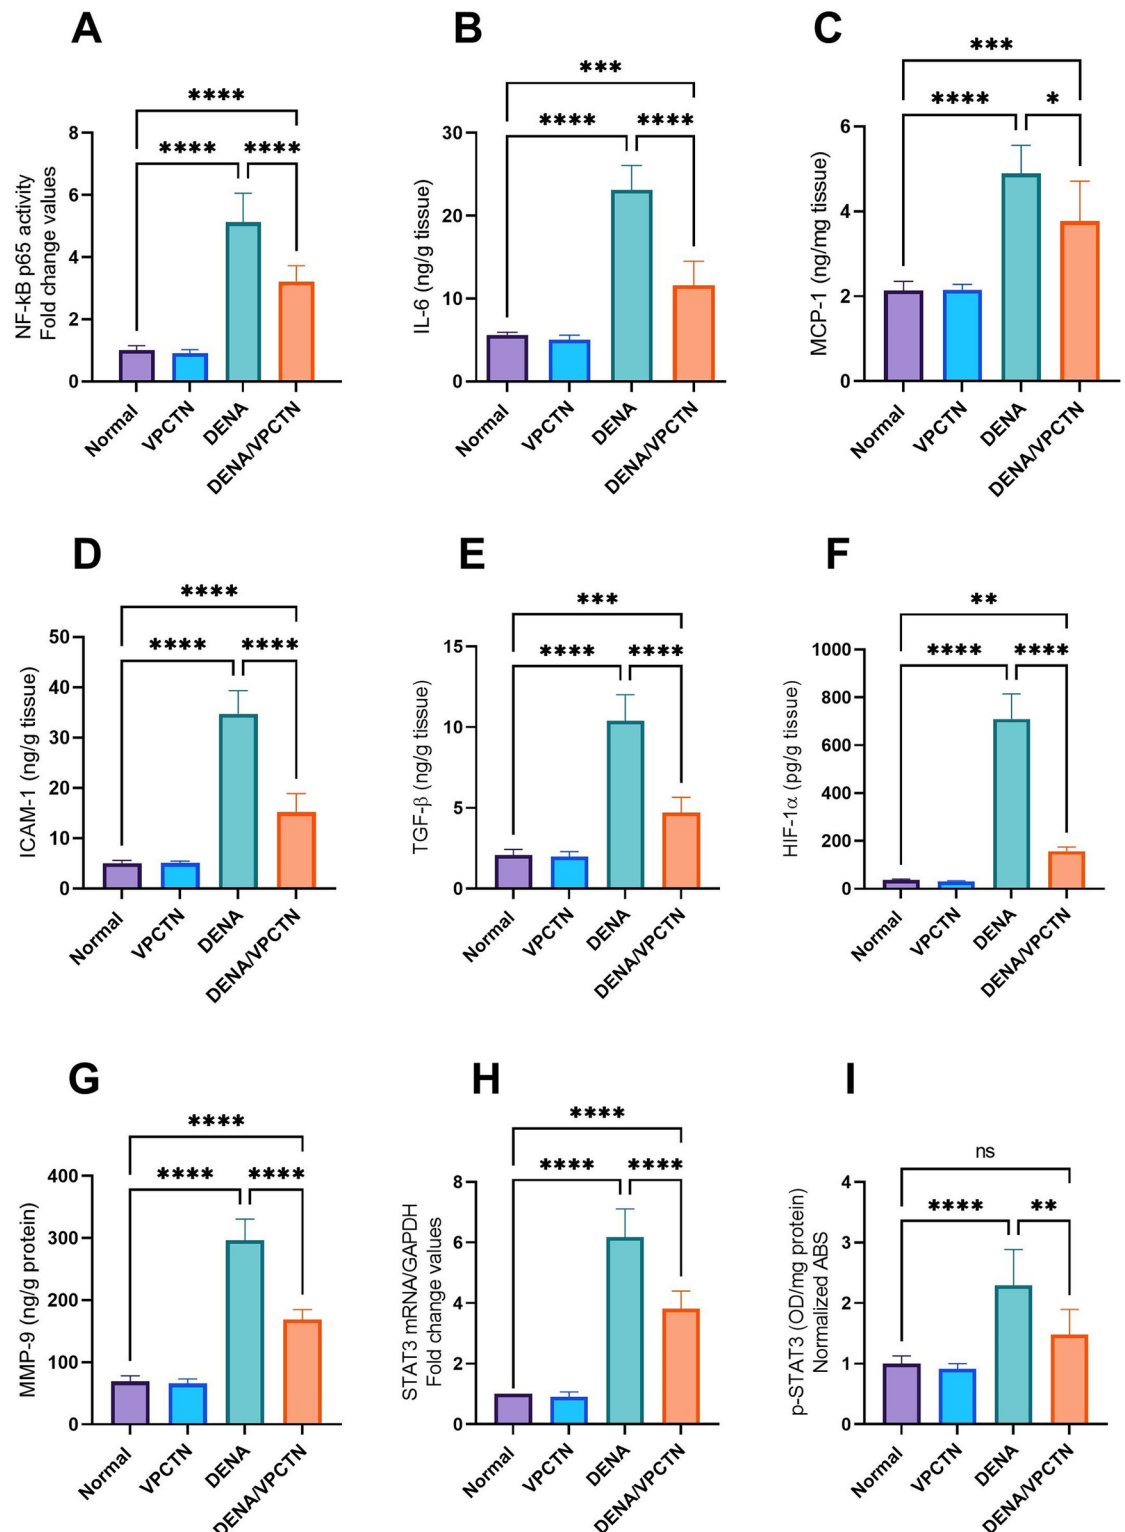 A
****
****
****
NF-kB p65 activity
Fold change values
8
6
4
2
0
Normal
VPCTN
DENA
DENA/VPCTN
B
***
****
****
IL-6 (ng/g tissue)
30
20
10
0
Normal
VPCTN
DENA
DENA/VPCTN
C
***
****
*
MCP-1 (ng/mg tissue)
6
4
2
0
Normal
VPCTN
DENA
DENA/VPCTN
D
****
****
****
ICAM-1 (ng/g tissue)
50
40
30
20
10
0
Normal
VPCTN
DENA
DENA/VPCTN
E
***
****
****
TGF-β (ng/g tissue)
15
10
5
0
Normal
VPCTN
DENA
DENA/VPCTN
F
**
****
****
HIF-1α (pg/g tissue)
1000
800
600
400
200
0
Normal
VPCTN
DENA
DENA/VPCTN
G
****
****
****
MMP-9 (ng/g protein)
400
300
200
100
0
Normal
VPCTN
DENA
DENA/VPCTN
H
****
****
****
STAT3 mRNA/GAPDH
Fold change values
8
6
4
2
0
Normal
VPCTN
DENA
DENA/VPCTN
I
ns
****
**
p-STAT3 (OD/mg protein)
Normalized ABS
4
3
2
1
0
Normal
VPCTN
DENA
DENA/VPCTN